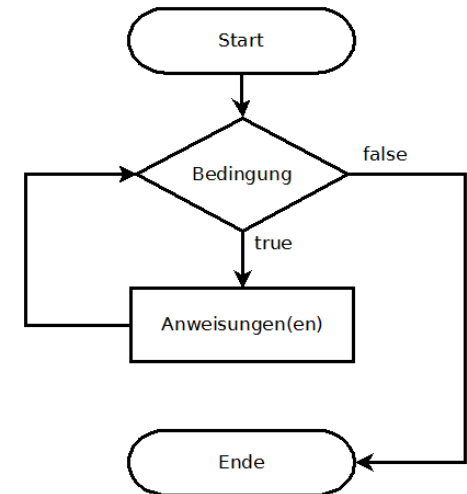 Start
false
Bedingung
true
Anweisungen(en)
Ende